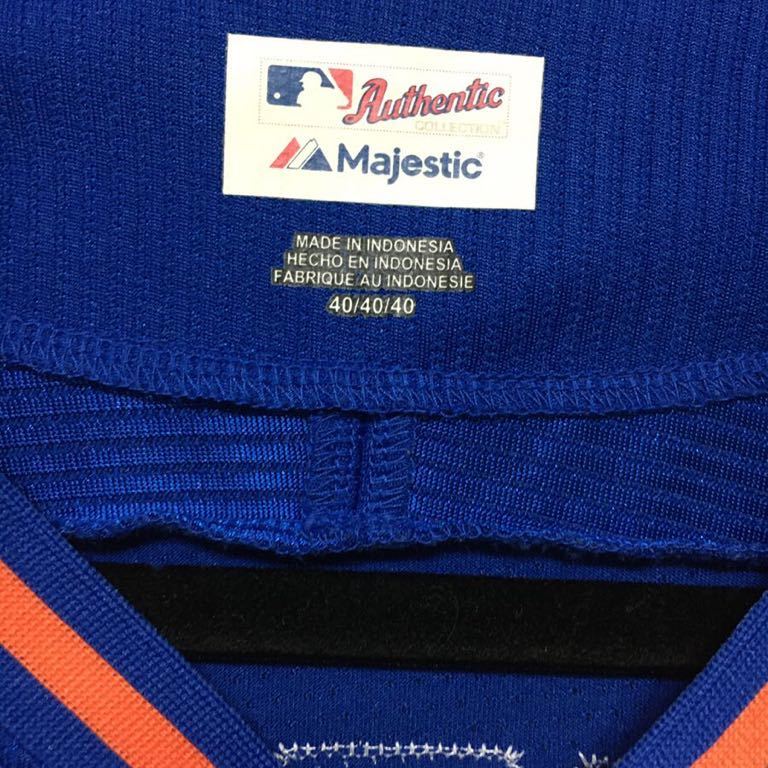 Authentic
COLLECTION
Majestic®
MADE IN INDONESIA
HECHO EN INDONESIA
FABRIQUE AU INDONESIE
40/40/40